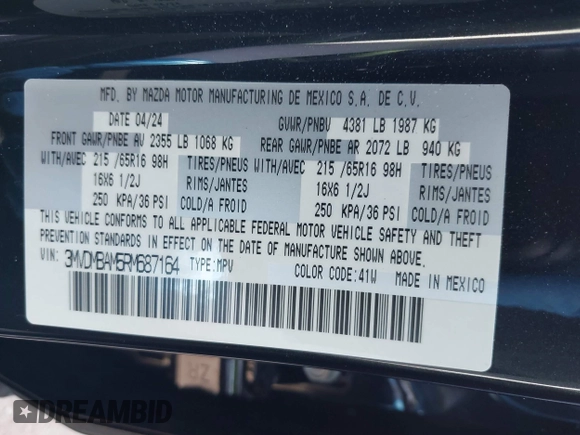 MFD. BY MAZDA MOTOR MANUFACTURING DE MEXICO S.A. DE C.V.
DATE 04/24 GVWR/PNBV 4381 LB 1987 KG
FRONT GAWR/PNBE AV 2355 LB 1068 KG REAR GAWR/PNBE AR 2072 LB 940 KG
WITH/AVEC 215 /65R16 98H TIRES/PNEUS WITH/AVEC 215 /65R16 98H TIRES/PNEUS
16X6 1/2J RIMS/JANTES 16X6 1/2J RIMS/JANTES
250 KPA/36 PSI COLD/A FROID 250 KPA/36 PSI COLD/A FROID
THIS VEHICLE CONFORMS TO ALL APPLICABLE FEDERAL MOTOR VEHICLE SAFETY AND THEFT
PREVENTION STANDARDS IN EFFECT ON THE DATE OF MANUFACTURE SHOWN ABOVE.
VIN: 3MVDMBAM5RM687164 TYPE:MPV COLOR CODE:41W MADE IN MEXICO
DREAMBID